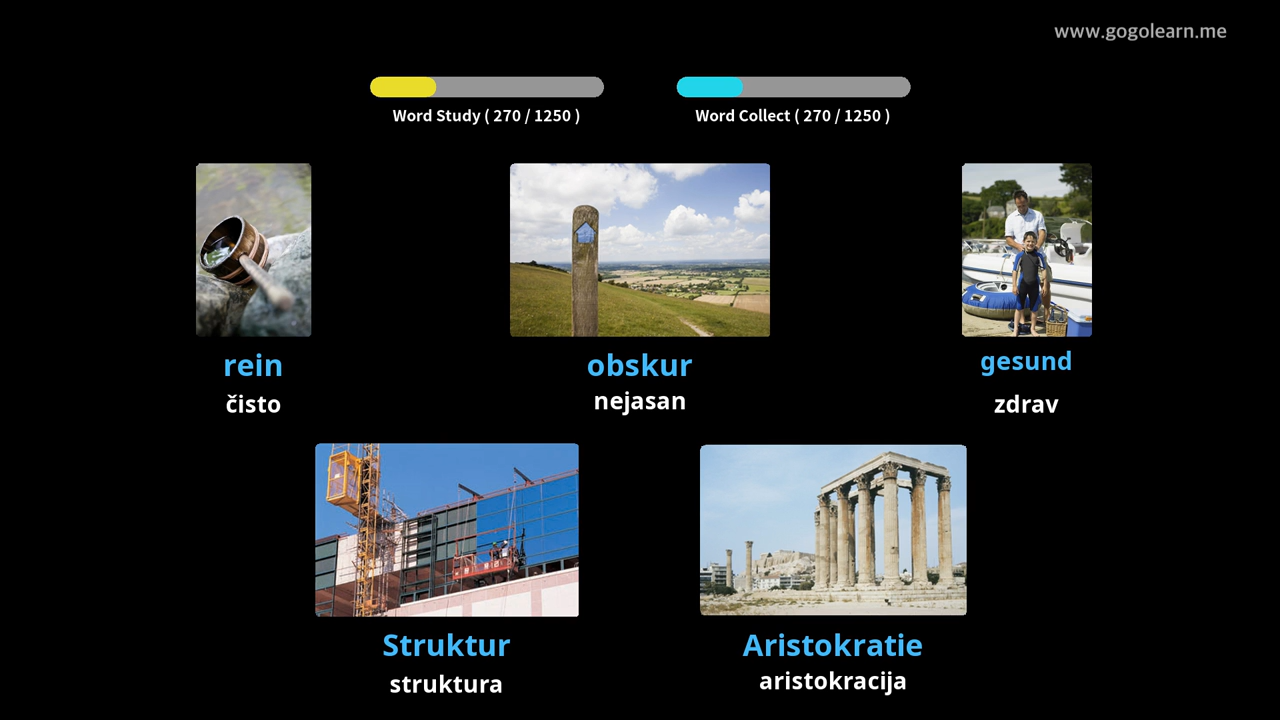 www.gogolearn.me
Word Study ( 270 / 1250 )
Word Collect ( 270 / 1250 )
rein
čisto
obskur
nejasan
gesund
zdrav
Struktur
struktura
Aristokratie
aristokracija